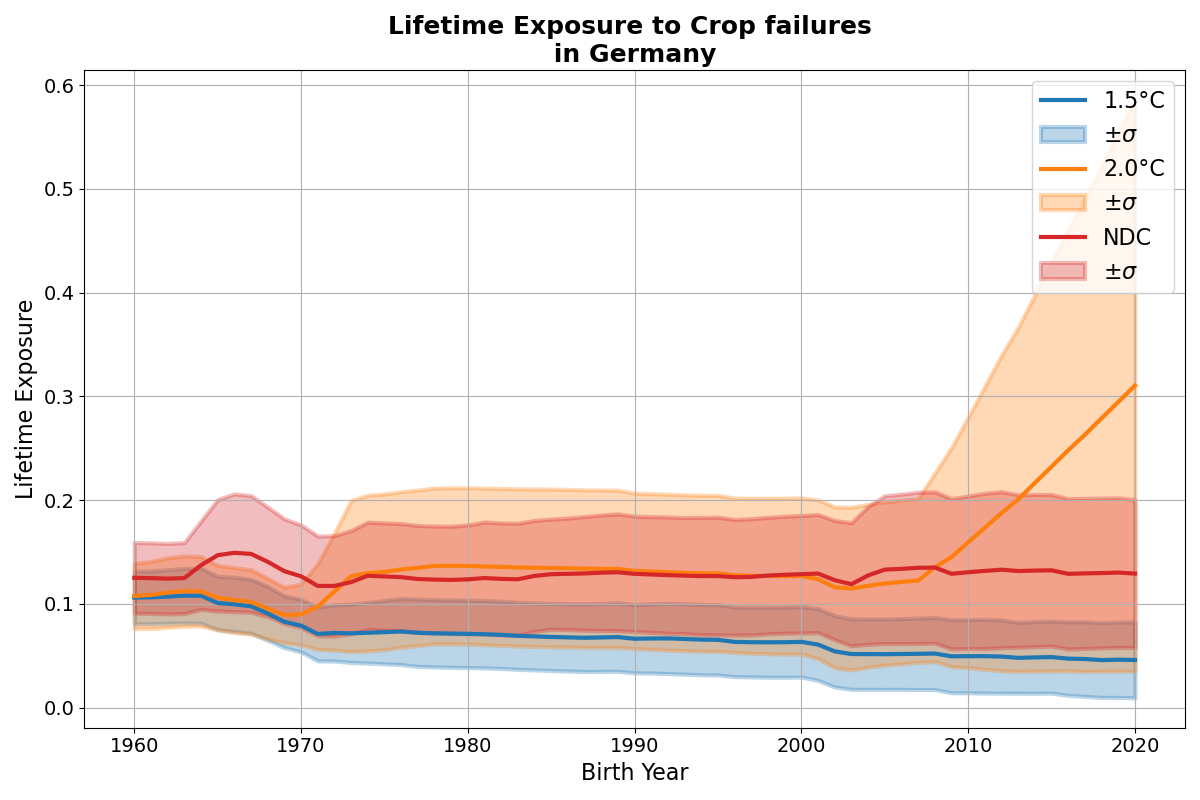 Lifetime Exposure to Crop failures
in Germany
Lifetime Exposure
0.6
0.5
0.4
0.3
0.2
0.1
0.0
1960 1970 1980 1990 2000 2010 2020
Birth Year
1.5°C
±σ
2.0°C
±σ
NDC
±σ